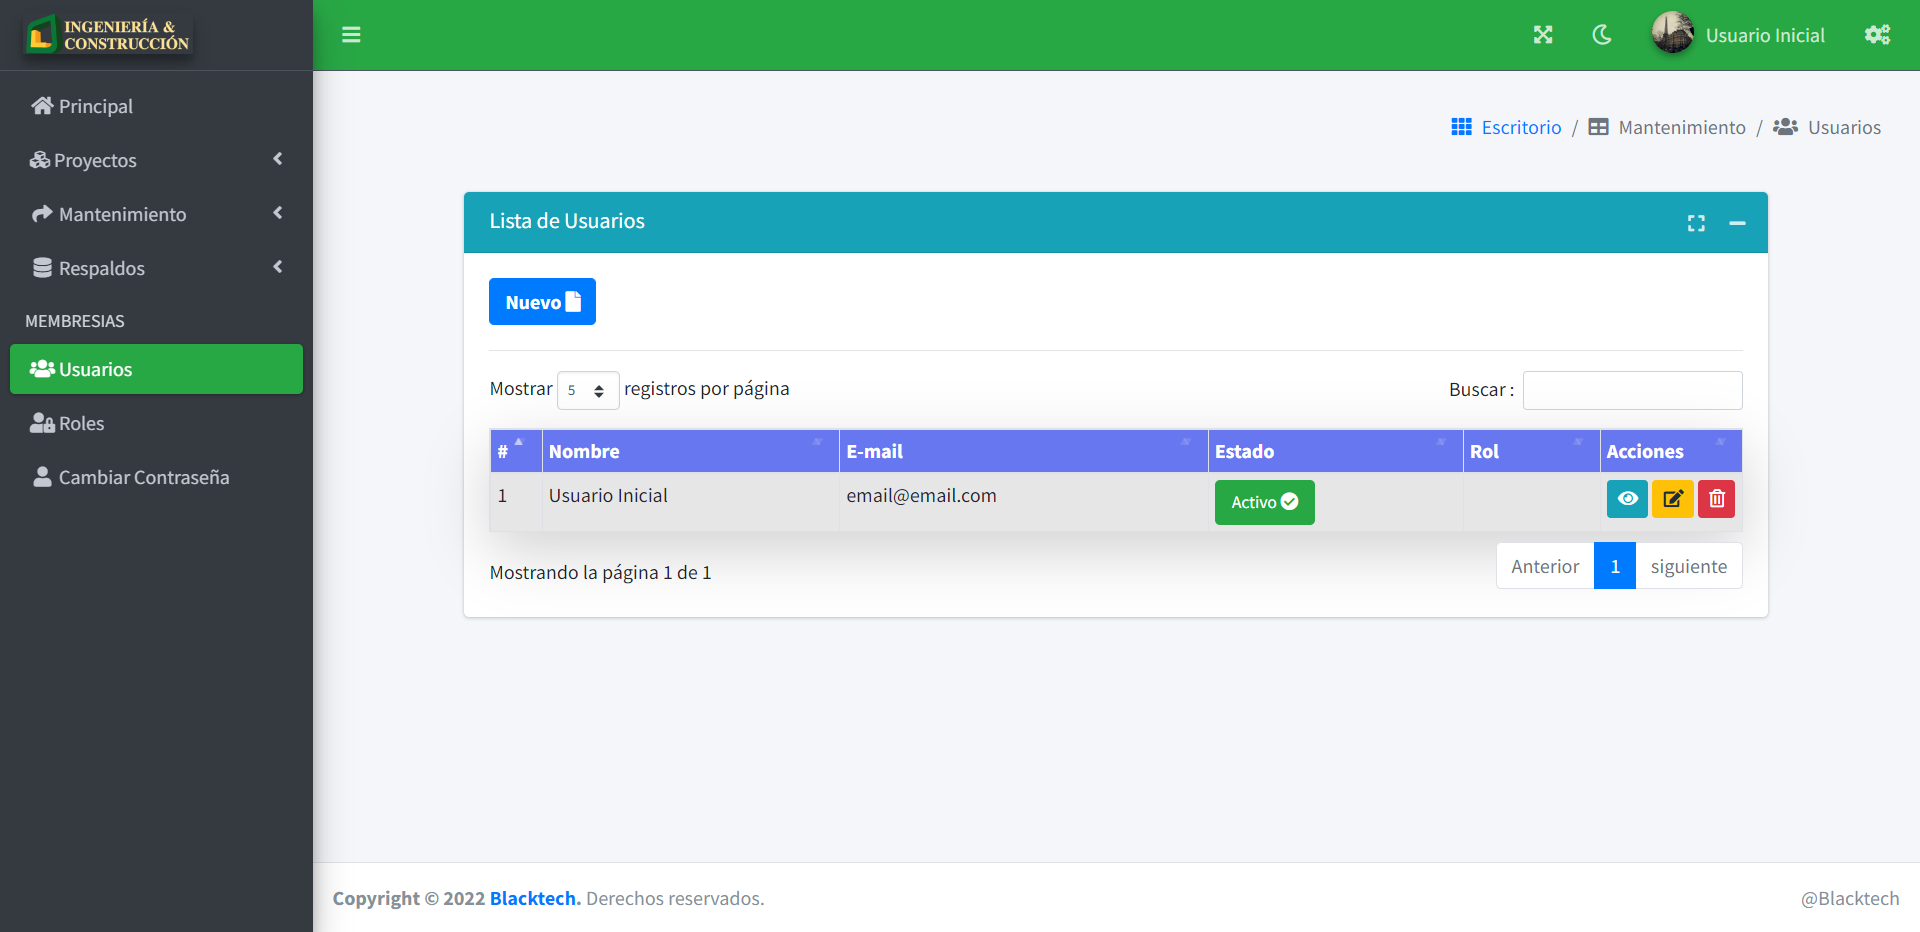 INGENIERÍA &
CONSTRUCCIÓN
Usuario Inicial
Principal
Proyectos
Mantenimiento
Respaldos
MEMBRESIAS
Usuarios
Roles
Cambiar Contraseña
Escritorio / Mantenimiento / Usuarios
Lista de Usuarios
Nuevo
Mostrar 5 registros por página
Buscar :
# Nombre E-mail Estado Rol Acciones
1 Usuario Inicial email@email.com Activo
Mostrando la página 1 de 1
Anterior 1 siguiente
Copyright © 2022 Blacktech. Derechos reservados.
@Blacktech